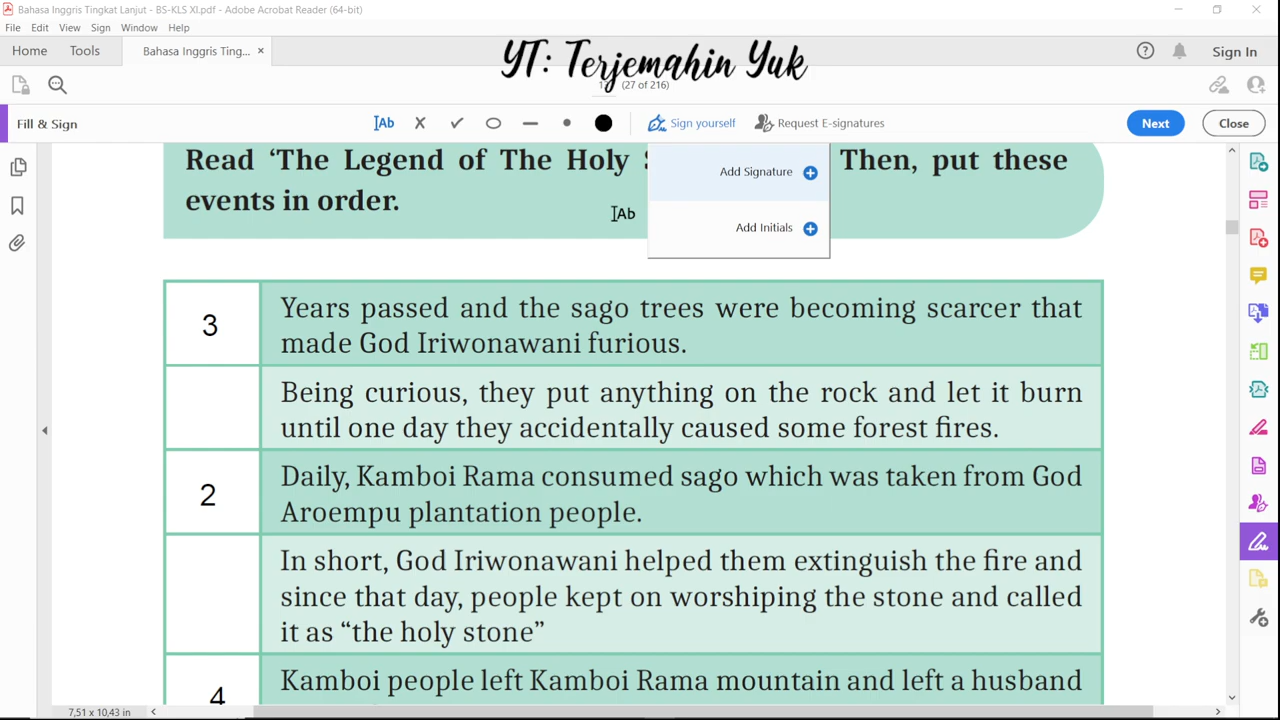 Bahasa Inggris Tingkat Lanjut - BS-KLS XI.pdf - Adobe Acrobat Reader (64-bit)
File Edit View Sign Window Help
Home Tools Bahasa Inggris Ting... × Sign In
YT: Terjemahin Yuk
(27 of 216)
Fill & Sign Ab Sign yourself Request E-signatures Next Close
Read ‘The Legend of The Holy Then, put these
events in order.
Ab
Add Signature
Add Initials
3 Years passed and the sago trees were becoming scarcer that
made God Iriwonawani furious.
Being curious, they put anything on the rock and let it burn
until one day they accidentally caused some forest fires.
2 Daily, Kamboi Rama consumed sago which was taken from God
Aroempu plantation people.
In short, God Iriwonawani helped them extinguish the fire and
since that day, people kept on worshiping the stone and called
it as “the holy stone”
4 Kamboi people left Kamboi Rama mountain and left a husband
7,51 x 10,43 in